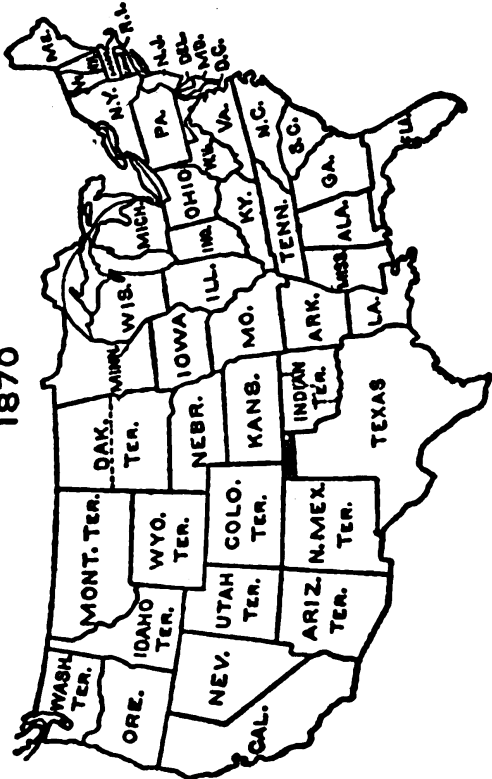 1870
WASH.
TER.
ORE.
CAL.
NEV.
IDAHO
TER.
MONT. TER.
WYO.
TER.
UTAH
TER.
COLO.
TER.
ARIZ.
TER.
N.MEX.
TER.
DAK.
TER.
NEBR.
KANS.
INDIAN
TER.
TEXAS
MINN.
IOWA
MO.
ARK.
LA.
WIS.
ILL.
MICH.
IND.
OHIO
KY.
TENN.
MISS.
ALA.
GA.
FLA.
S.C.
N.C.
VA.
PA.
N.Y.
ME.
R.I.
N.J.
DEL.
MD.
D.C.